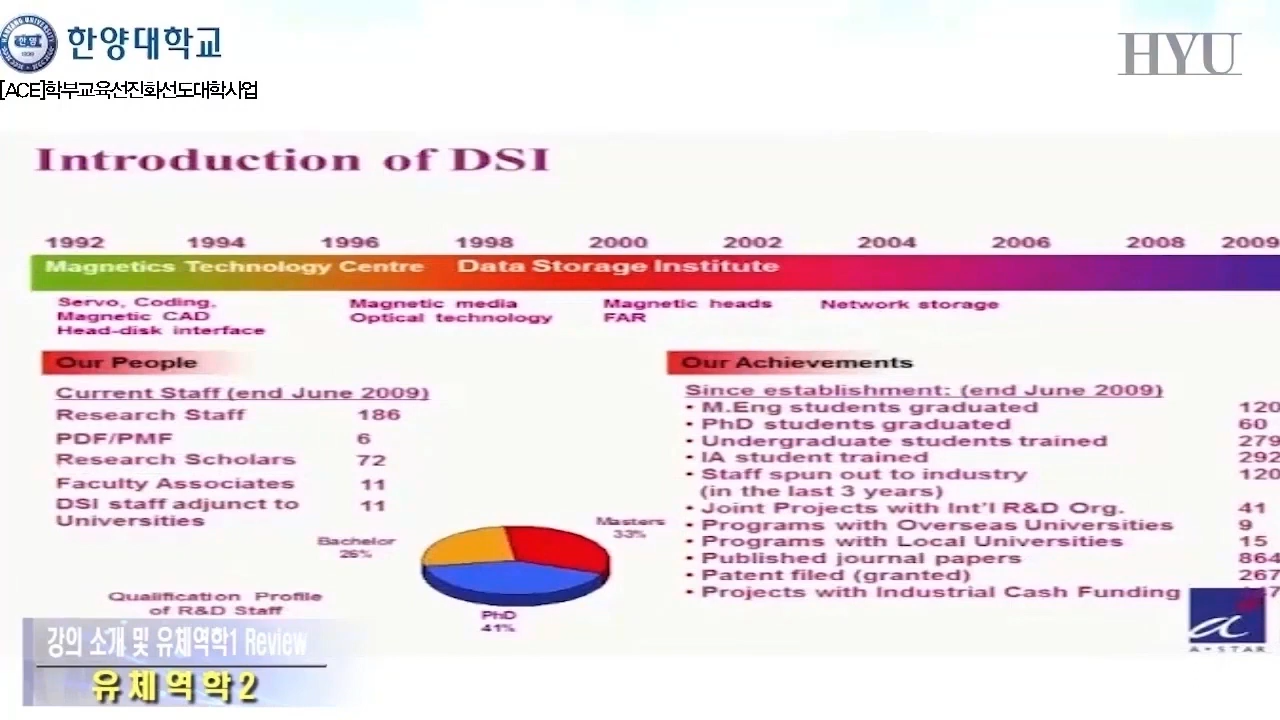 한양대학교
HYU
[ACE]학부교육선진화선도대학사업
Introduction of DSI
1992 1994 1996 1998 2000 2002 2004 2006 2008 2009
Magnetics Technology Centre Data Storage Institute
Servo, Coding,
Magnetic CAD
Head-disk interface
Magnetic media
Optical technology
Magnetic heads
FAR
Network storage
Our People
Current Staff (end June 2009)
Research Staff 186
PDF/PMF 6
Research Scholars 72
Faculty Associates 11
DSI staff adjunct to 11
Universities
Bachelor
26%
Masters
33%
PhD
41%
Qualification Profile
of R&D Staff
Our Achievements
Since establishment: (end June 2009)
• M.Eng students graduated 120
• PhD students graduated 60
• Undergraduate students trained 279
• IA student trained 292
• Staff spun out to industry 120
(in the last 3 years)
• Joint Projects with Int'l R&D Org. 41
• Programs with Overseas Universities 9
• Programs with Local Universities 15
• Published journal papers 864
• Patent filed (granted) 267
• Projects with Industrial Cash Funding
A*STAR
강의 소개 및 유체역학1 Review
유체역학2